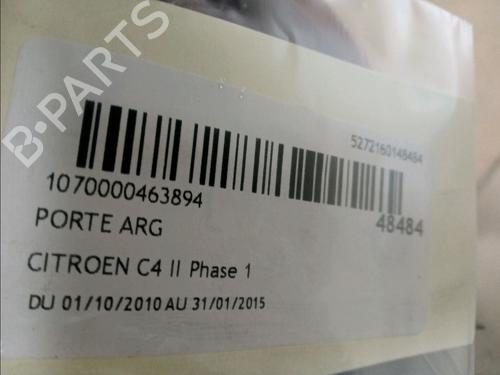 B-PARTS
5272160148484
1070000463894
48484
PORTE ARG
CITROEN C4 II Phase 1
DU 01/10/2010 AU 31/01/2015